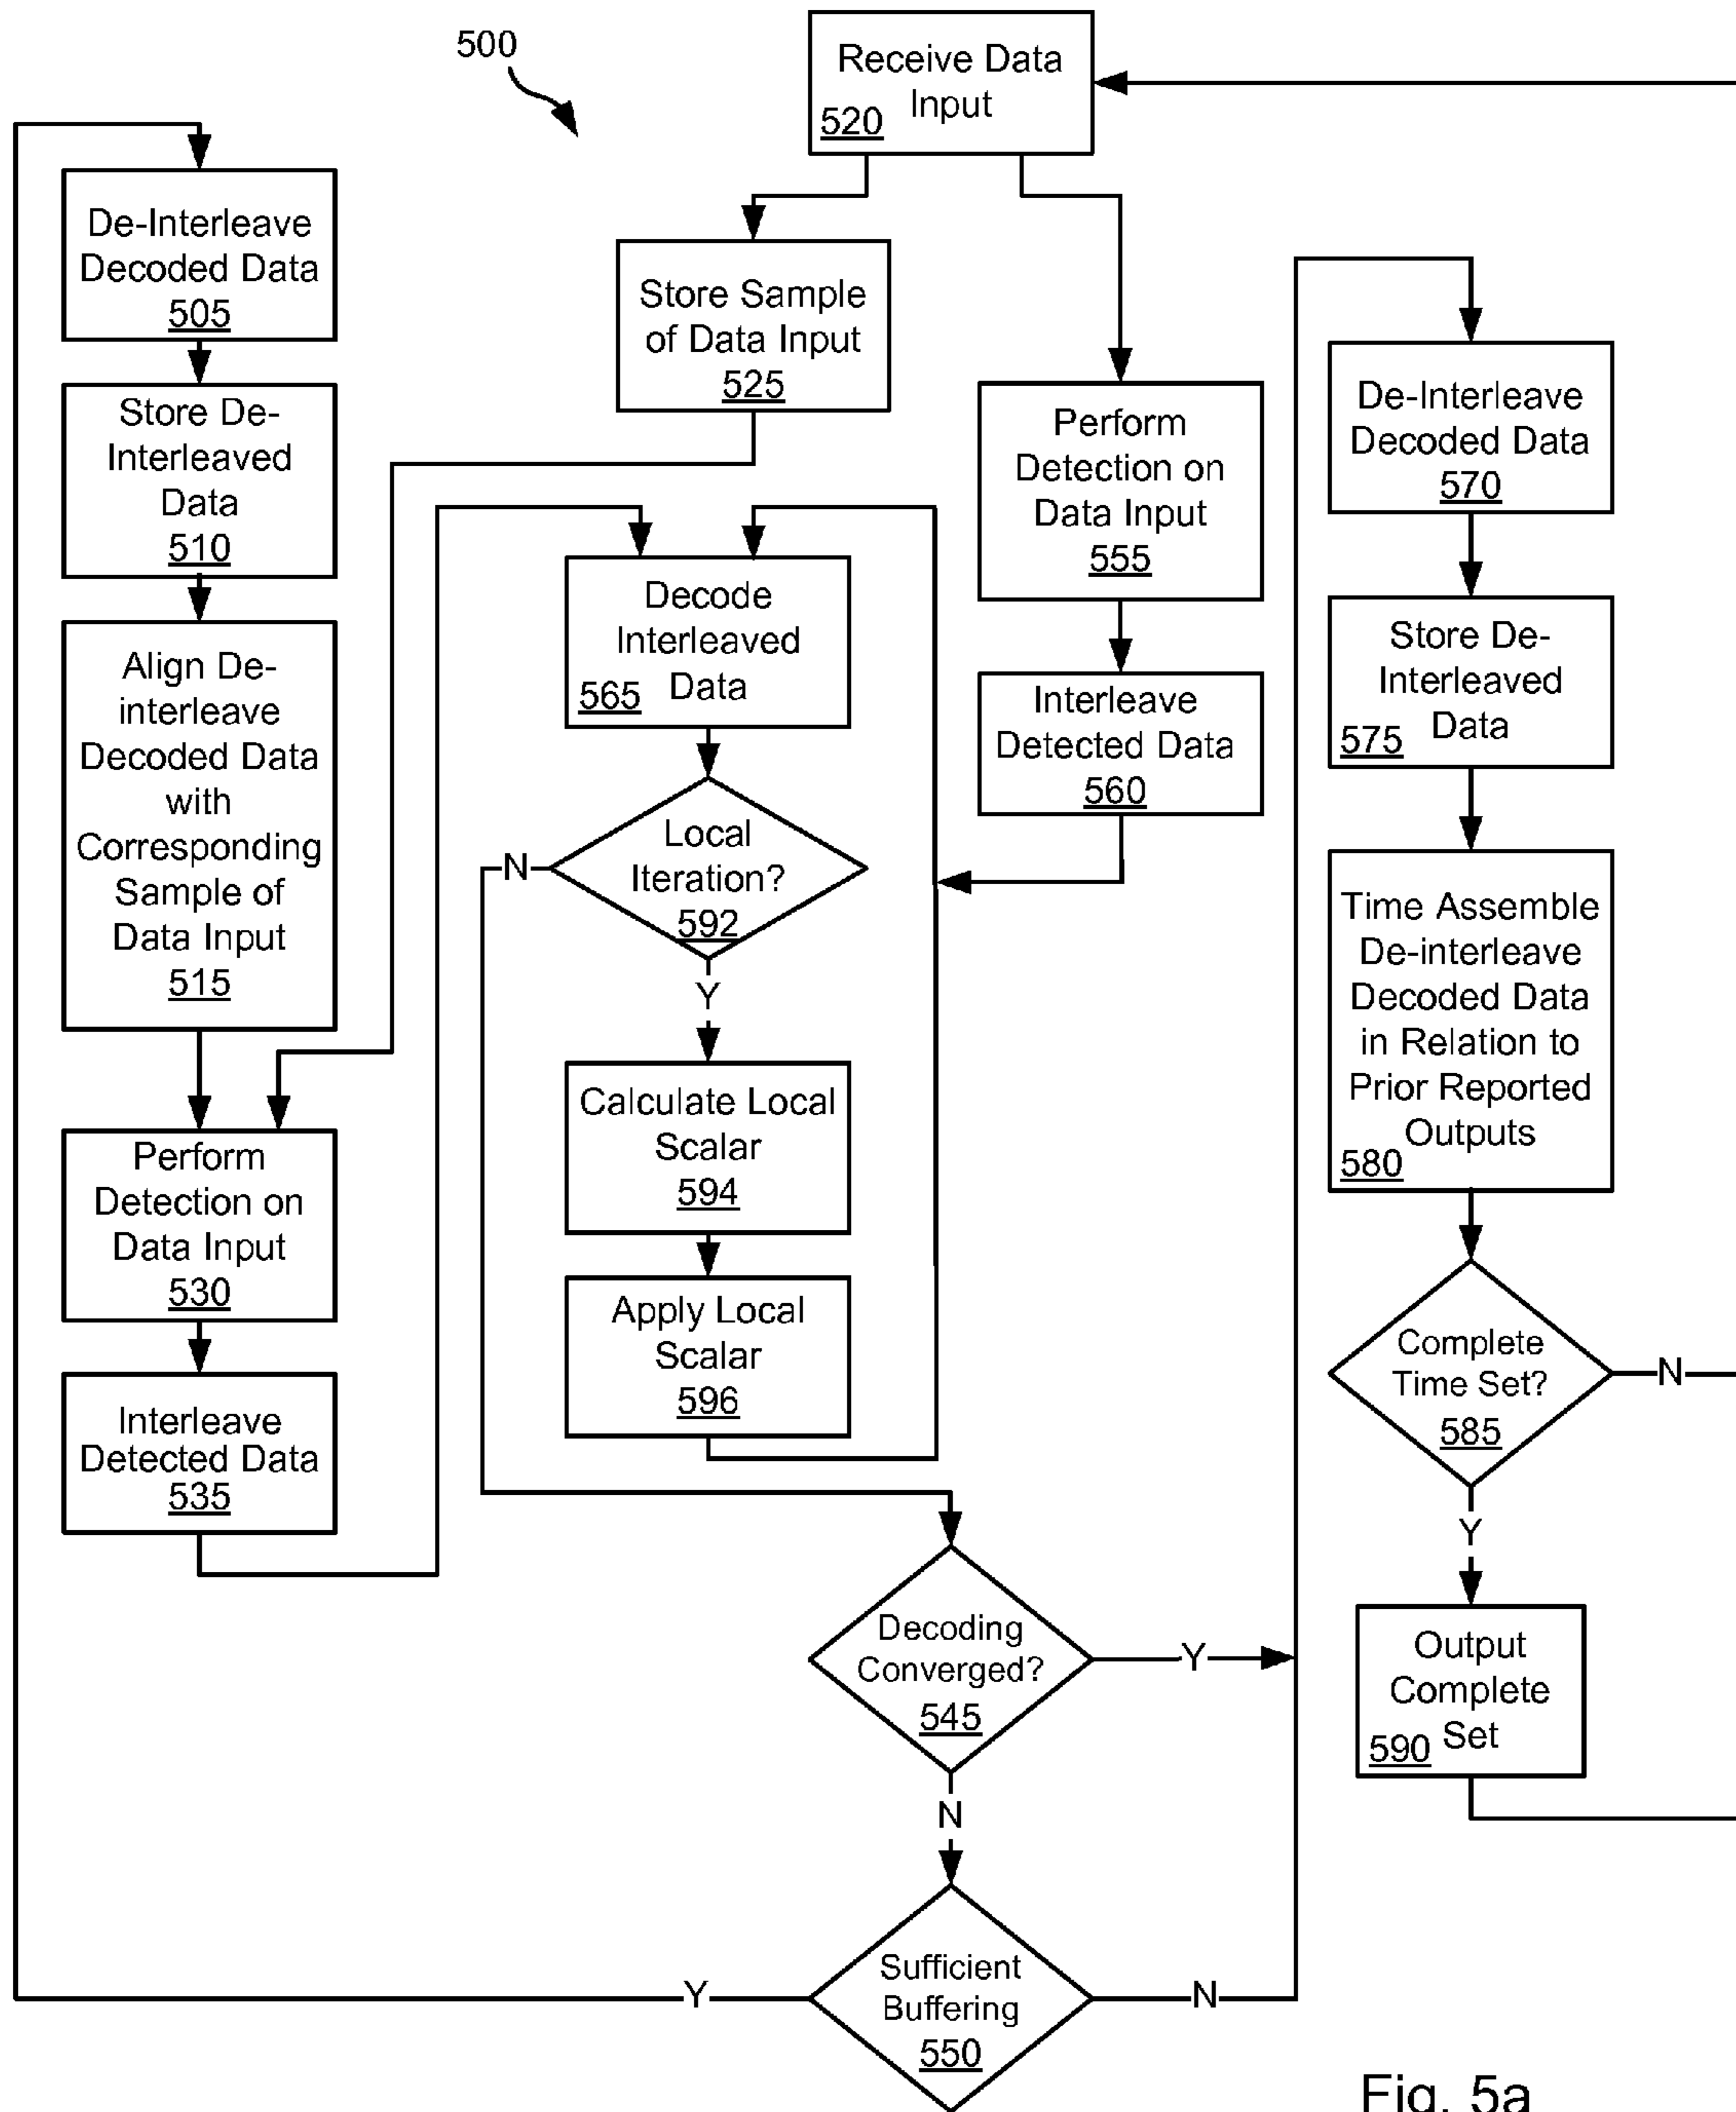 500
Receive Data
Input
520
De-Interleave
Decoded Data
505
Store De-
Interleaved
Data
510
Align De-
interleave
Decoded Data
with
Corresponding
Sample of
Data Input
515
Perform
Detection on
Data Input
530
Interleave
Detected Data
535
Store Sample
of Data Input
525
Decode
Interleaved
Data
565
Local
Iteration?
592
N
Y
Calculate Local
Scalar
594
Apply Local
Scalar
596
Perform
Detection on
Data Input
555
Interleave
Detected Data
560
Decoding
Converged?
545
Y
N
Sufficient
Buffering
550
Y
N
De-Interleave
Decoded Data
570
Store De-
Interleaved
Data
575
Time Assemble
De-interleave
Decoded Data
in Relation to
Prior Reported
Outputs
580
Complete
Time Set?
585
N
Y
Output
Complete
Set
590
Fig. 5a